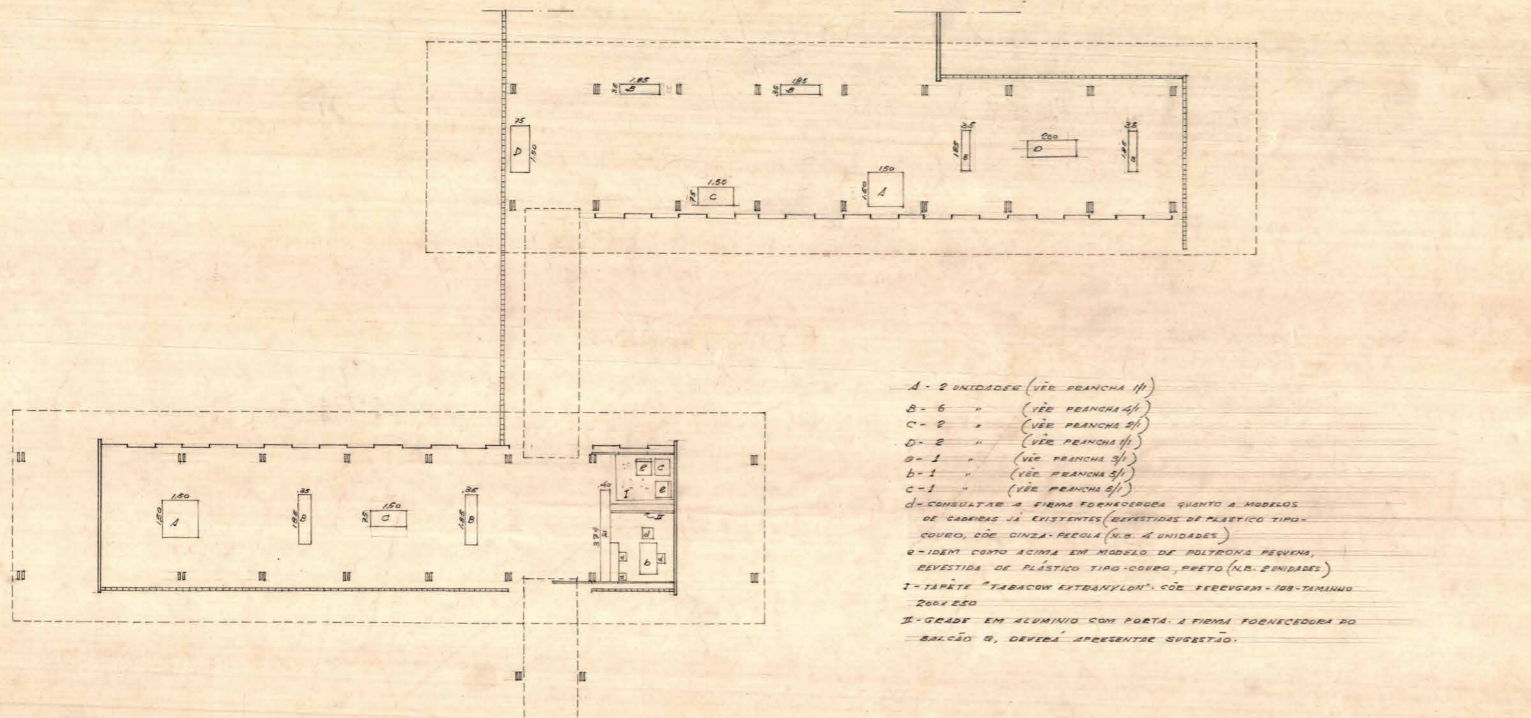 1.85
.35
B
1.85
.35
B
75
D
1.50
1.50
.75
C
1.50
1.50
A
.35
1.85
B
200
D
.35
1.85
B
1.50
1.50
A
.35
1.85
B
1.50
.75
C
.35
1.85
B
.40
3.94
a
e
c
I
e
II
d
b
d
d
d
A - 2 UNIDADES (VÊR PRANCHA 1/1)
B - 6 " (VÊR PRANCHA 4/1)
C - 2 " (VÊR PRANCHA 2/1)
D - 2 " (VÊR PRANCHA 1/1)
a - 1 " (VÊR PRANCHA 3/1)
b - 1 " (VÊR PRANCHA 5/1)
c - 1 " (VÊR PRANCHA 6/1)
d - CONSULTAR A FIRMA FORNECEDORA QUANTO A MODELOS
DE CADEIRAS JÁ EXISTENTES (REVESTIDAS DE PLASTICO TIPO-
COURO, CÔR CINZA-PEROLA (N.B. 4 UNIDADES)
e - IDEM COMO ACIMA EM MODELO DE POLTRONA PEQUENA,
REVESTIDA DE PLÁSTICO TIPO-COURO, PRETO (N.B. 2 UNIDADES)
I - TAPÊTE "TABACOW EXTRANYLON". CÔR FERRUGEM - 108 - TAMANHO
200 x 250
II - GRADE EM ALUMINIO COM PORTA. A FIRMA FORNECEDORA DO
BALCÃO a, DEVERÁ APRESENTAR SUGESTÃO.